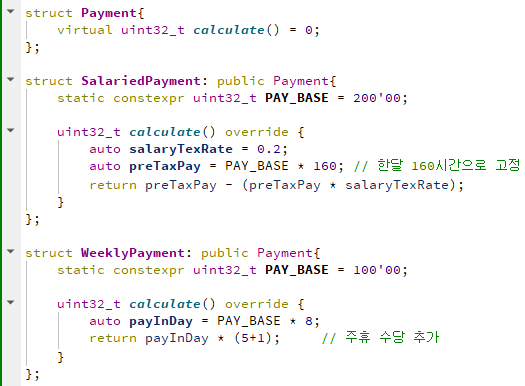 struct Payment{
virtual uint32_t calculate() = 0;
};
struct SalariedPayment: public Payment{
static constexpr uint32_t PAY_BASE = 200'00;
uint32_t calculate() override {
auto salaryTexRate = 0.2;
auto preTaxPay = PAY_BASE * 160; // 한달 160시간으로 고정
return preTaxPay - (preTaxPay * salaryTexRate);
}
};
struct WeeklyPayment: public Payment{
static constexpr uint32_t PAY_BASE = 100'00;
uint32_t calculate() override {
auto payInDay = PAY_BASE * 8;
return payInDay * (5+1); // 주휴 수당 추가
}
};